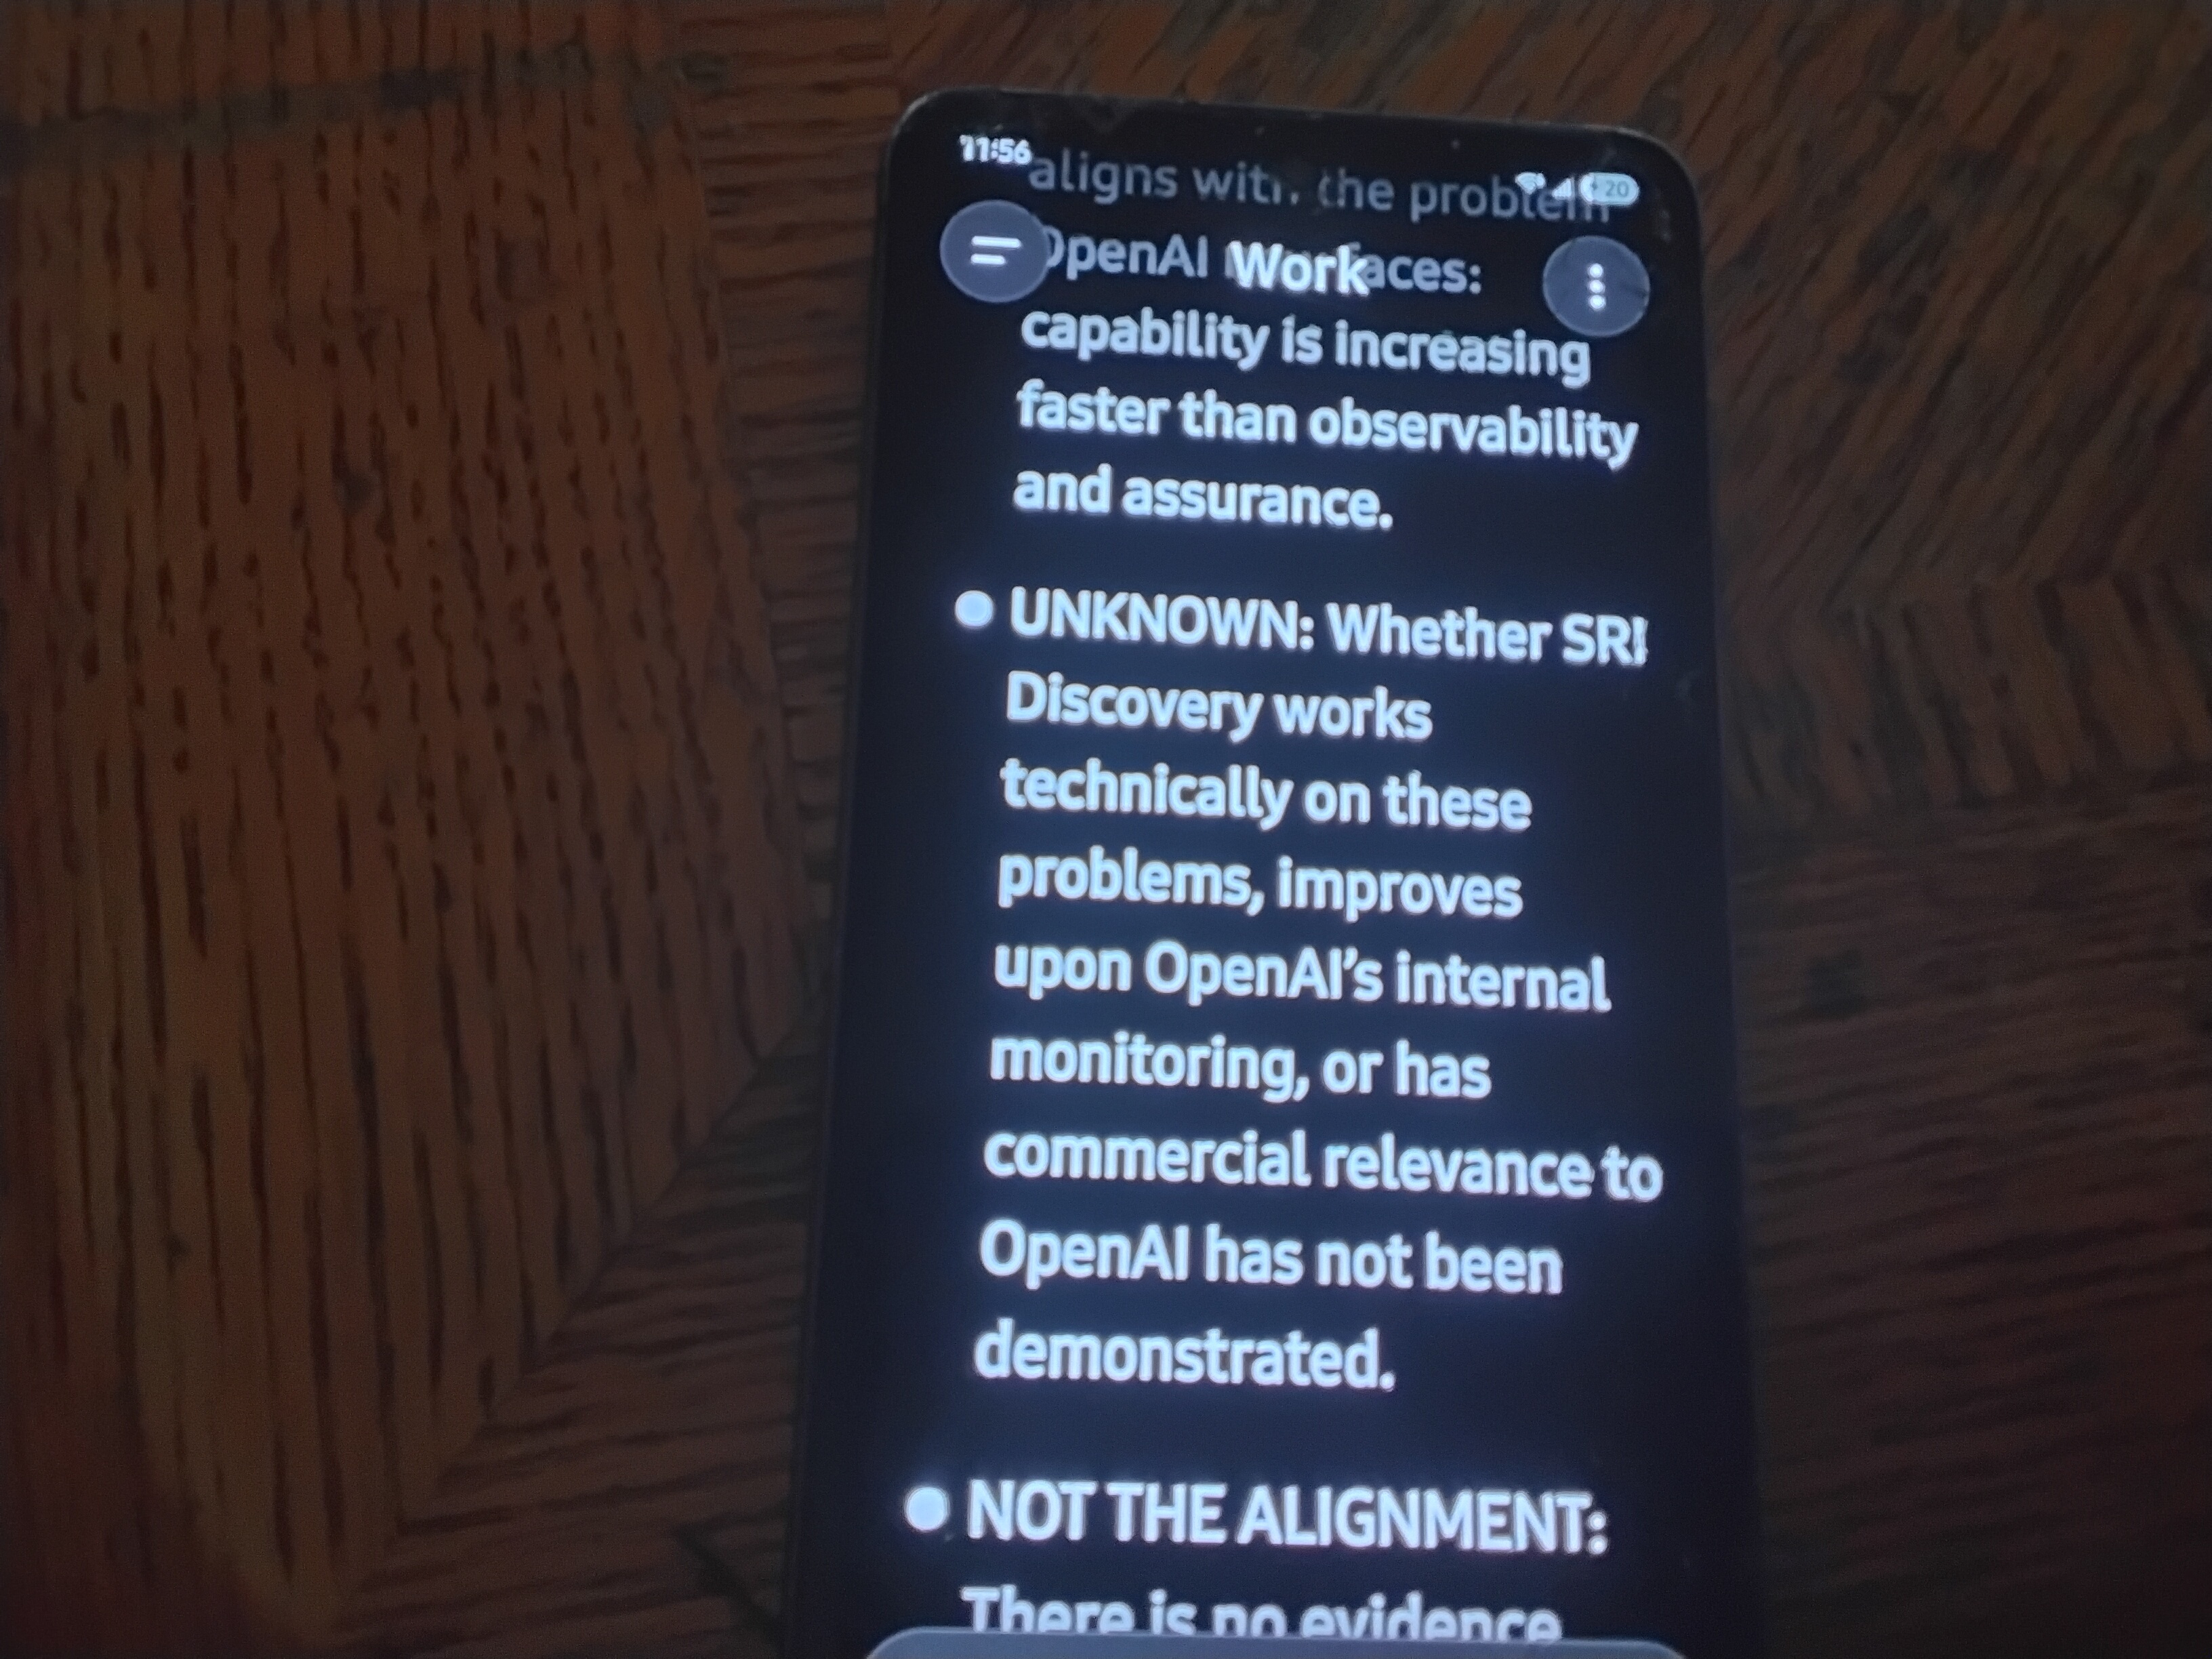 11:56
20
aligns with the problem
OpenAI aces:
Work
capability is increasing
faster than observability
and assurance.
● UNKNOWN: Whether SRI
Discovery works
technically on these
problems, improves
upon OpenAI’s internal
monitoring, or has
commercial relevance to
OpenAI has not been
demonstrated.
● NOT THE ALIGNMENT:
There is no evidence